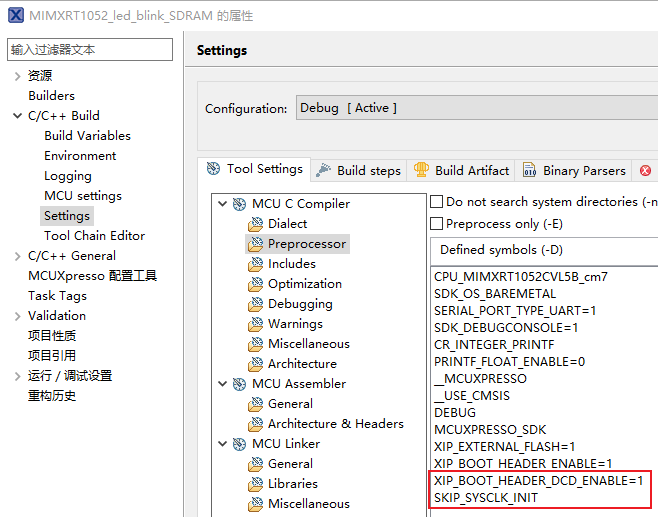 MIMXRT1052_led_blink_SDRAM 的属性
输入过滤器文本
资源
Builders
C/C++ Build
Build Variables
Environment
Logging
MCU settings
Settings
Tool Chain Editor
C/C++ General
MCUXpresso 配置工具
Task Tags
Validation
项目性质
项目引用
运行 / 调试设置
重构历史
Settings
Configuration: Debug [ Active ]
Tool Settings Build steps Build Artifact Binary Parsers
MCU C Compiler
Dialect
Preprocessor
Includes
Optimization
Debugging
Warnings
Miscellaneous
Architecture
MCU Assembler
General
Architecture & Headers
MCU Linker
General
Libraries
Miscellaneous
Do not search system directories (-n
Preprocess only (-E)
Defined symbols (-D)
CPU_MIMXRT1052CVL5B_cm7
SDK_OS_BAREMETAL
SERIAL_PORT_TYPE_UART=1
SDK_DEBUGCONSOLE=1
CR_INTEGER_PRINTF
PRINTF_FLOAT_ENABLE=0
__MCUXPRESSO
__USE_CMSIS
DEBUG
MCUXPRESSO_SDK
XIP_EXTERNAL_FLASH=1
XIP_BOOT_HEADER_ENABLE=1
XIP_BOOT_HEADER_DCD_ENABLE=1
SKIP_SYSCLK_INIT